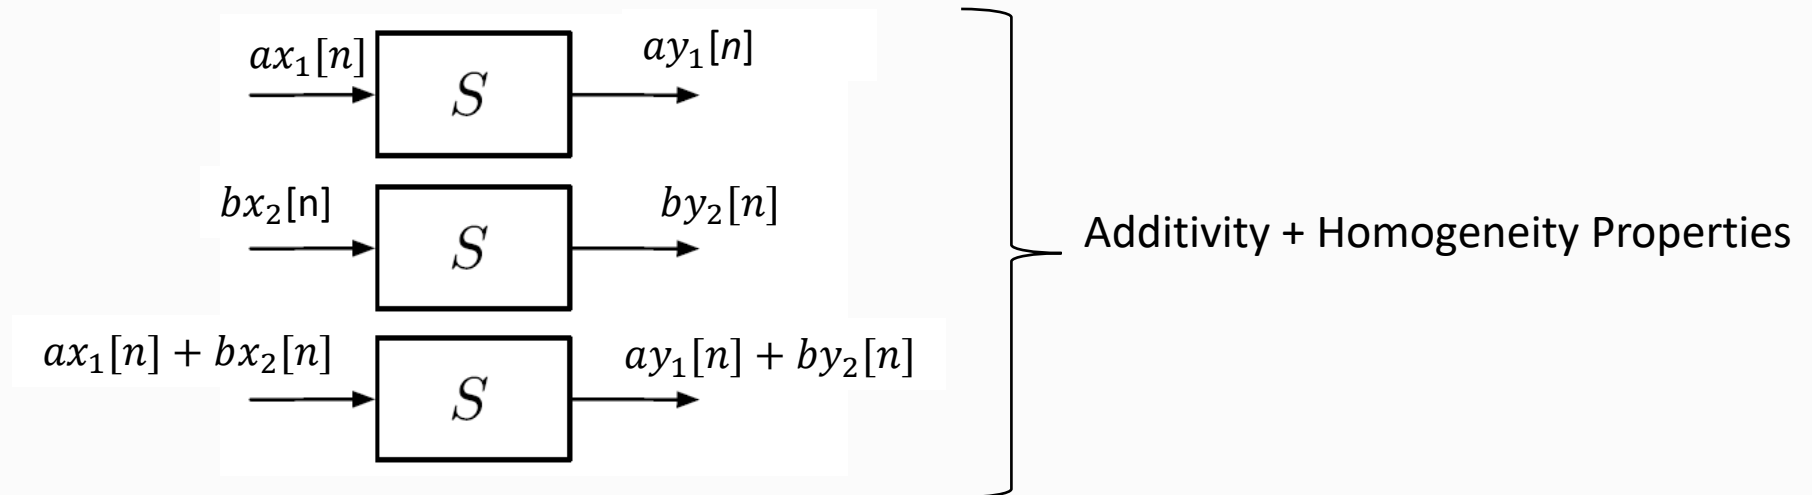 ax₁[n] S ay₁[n]
bx₂[n] S by₂[n]
Additivity + Homogeneity Properties
ax₁[n] + bx₂[n] S ay₁[n] + by₂[n]